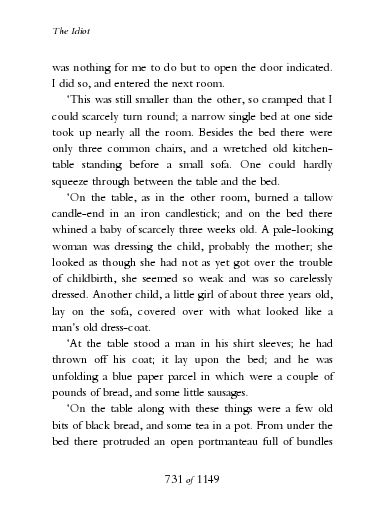 The Idiot
was nothing for me to do but to open the door indicated.
I did so, and entered the next room.
‘This was still smaller than the other, so cramped that I
could scarcely turn round; a narrow single bed at one side
took up nearly all the room. Besides the bed there were
only three common chairs, and a wretched old kitchen-
table standing before a small sofa. One could hardly
squeeze through between the table and the bed.
‘On the table, as in the other room, burned a tallow
candle-end in an iron candlestick; and on the bed there
whined a baby of scarcely three weeks old. A pale-looking
woman was dressing the child, probably the mother; she
looked as though she had not as yet got over the trouble
of childbirth, she seemed so weak and was so carelessly
dressed. Another child, a little girl of about three years old,
lay on the sofa, covered over with what looked like a
man’s old dress-coat.
‘At the table stood a man in his shirt sleeves; he had
thrown off his coat; it lay upon the bed; and he was
unfolding a blue paper parcel in which were a couple of
pounds of bread, and some little sausages.
‘On the table along with these things were a few old
bits of black bread, and some tea in a pot. From under the
bed there protruded an open portmanteau full of bundles
731 of 1149